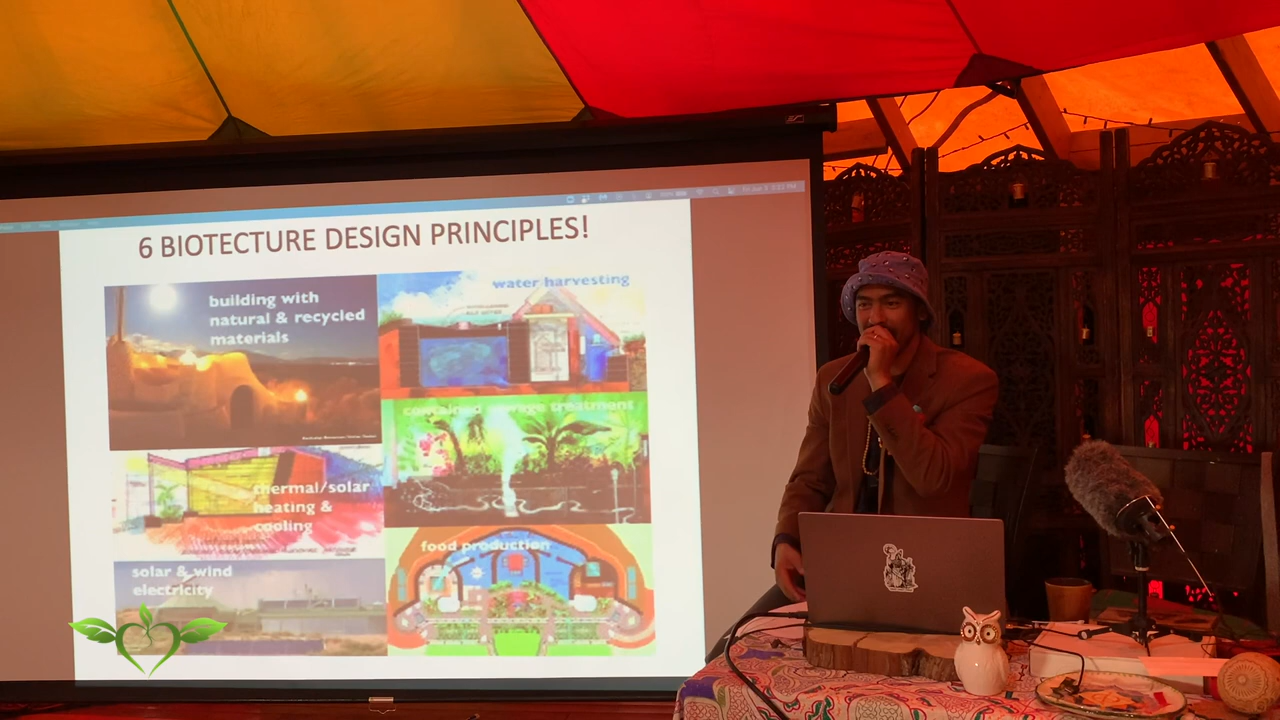 6 BIOTECTURE DESIGN PRINCIPLES!
building with
natural & recycled
materials
water harvesting
thermal/solar
heating &
cooling
contained sewage treatment
solar & wind
electricity
food production